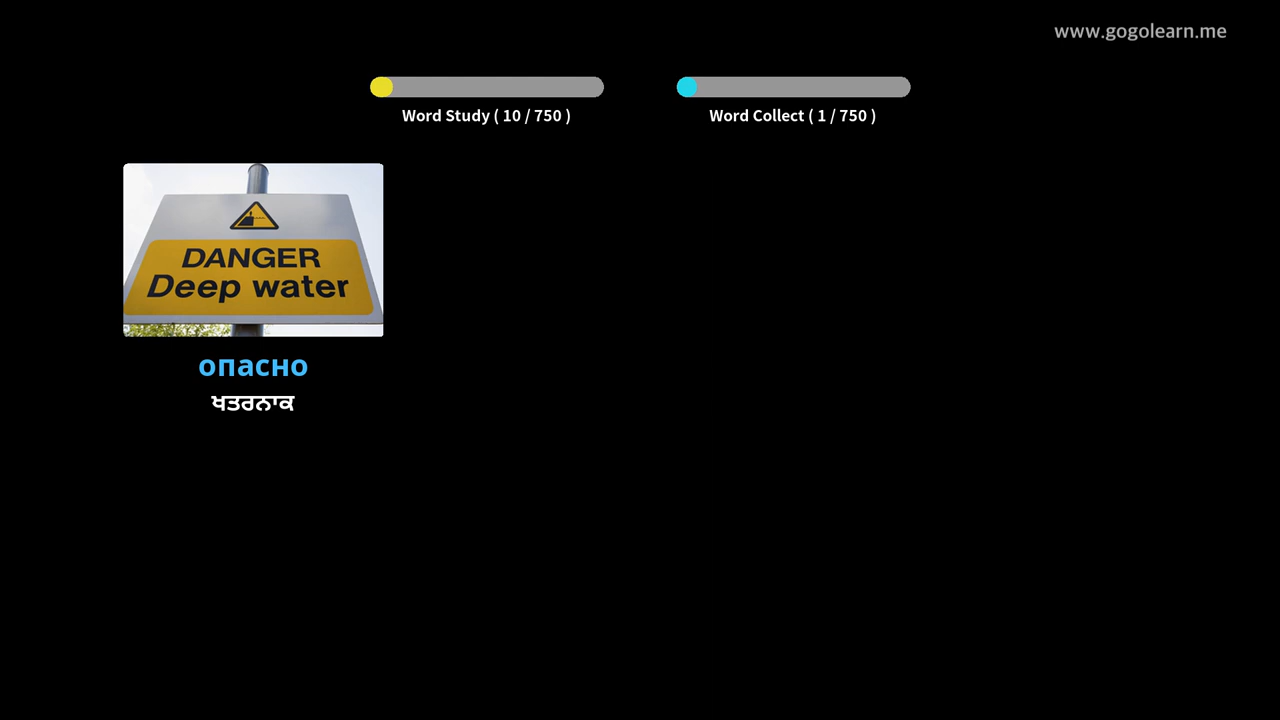 www.gogolearn.me
Word Study ( 10 / 750 )
Word Collect ( 1 / 750 )
DANGER
Deep water
опасно
ਖਤਰਨਾਕ